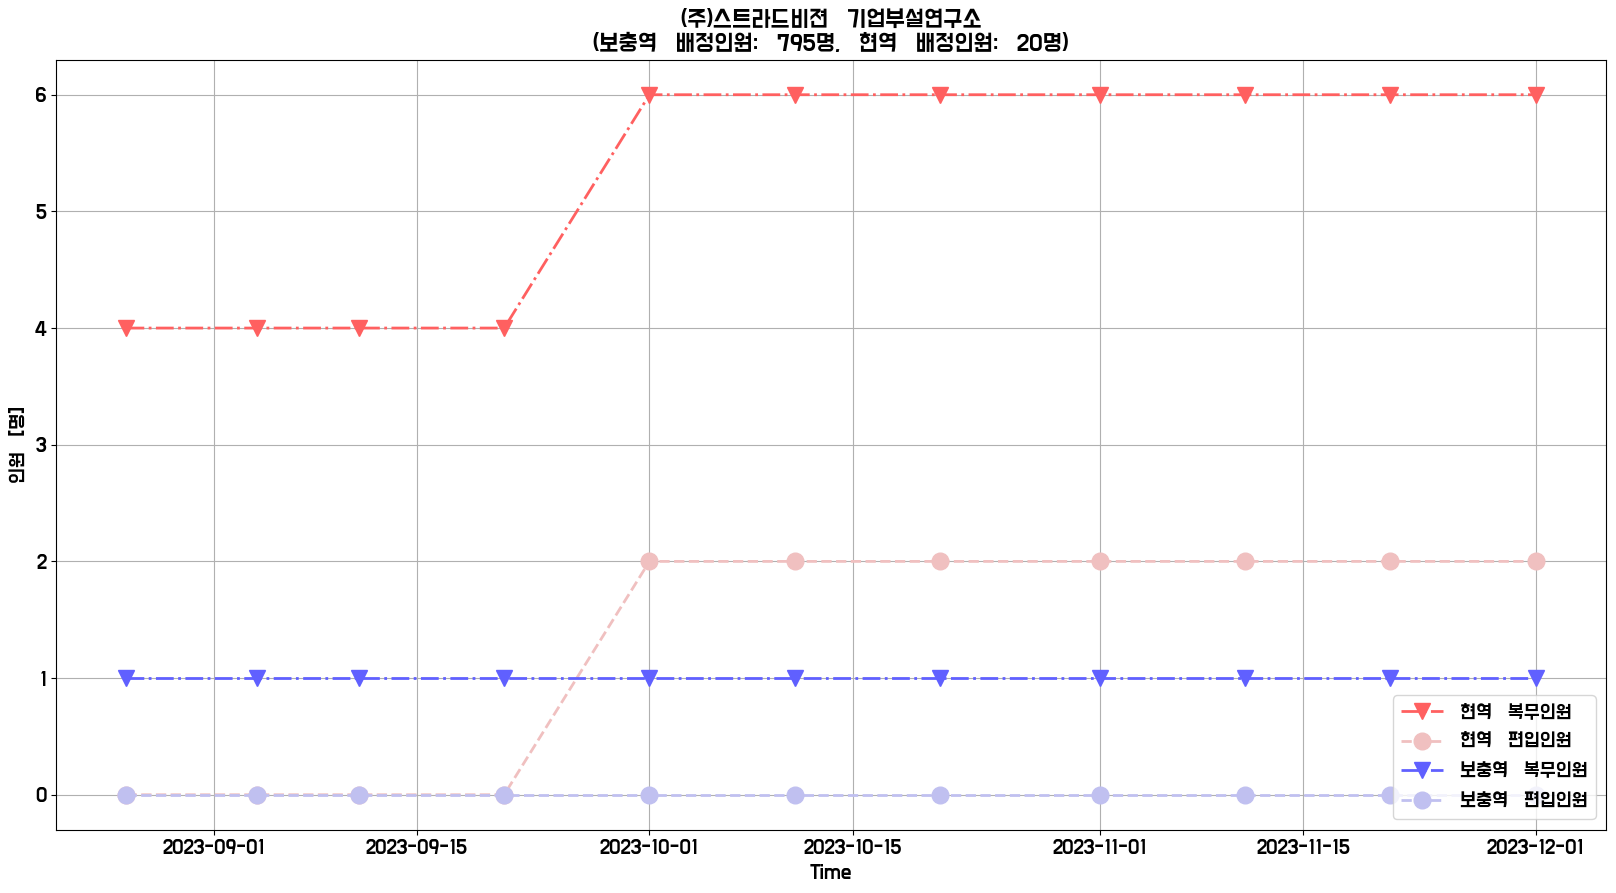 (주)스트라드비젼 기업부설연구소
(보충역 배정인원: 795명, 현역 배정인원: 20명)
인원 [명]
6
5
4
3
2
1
0
현역 복무인원
현역 편입인원
보충역 복무인원
보충역 편입인원
2023-09-01
2023-09-15
2023-10-01
2023-10-15
2023-11-01
2023-11-15
2023-12-01
Time